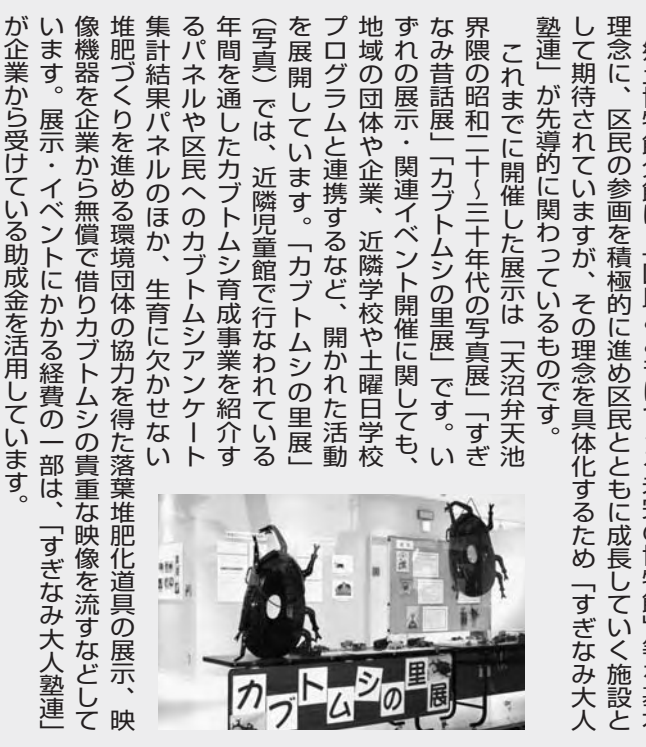 理念に、区民の参画を積極的に進め区民とともに成長していく施設と
して期待されていますが、その理念を具体化するため「すぎなみ大人
塾連」が先導的に関わっているものです。
これまでに開催した展示は「天沼弁天池
界隈の昭和二十〜三十年代の写真展」「すぎ
なみ昔話展」「カブトムシの里展」です。い
ずれの展示・関連イベント開催に関しても、
地域の団体や企業、近隣学校や土曜日学校
プログラムと連携するなど、開かれた活動
を展開しています。「カブトムシの里展」
（写真）では、近隣児童館で行なわれている
年間を通したカブトムシ育成事業を紹介す
るパネルや区民へのカブトムシアンケート
集計結果パネルのほか、生育に欠かせない
堆肥づくりを進める環境団体の協力を得た落葉堆肥化道具の展示、映
像機器を企業から無償で借りカブトムシの貴重な映像を流すなどして
います。展示・イベントにかかる経費の一部は、「すぎなみ大人塾連」
が企業から受けている助成金を活用しています。
カブトムシの里展